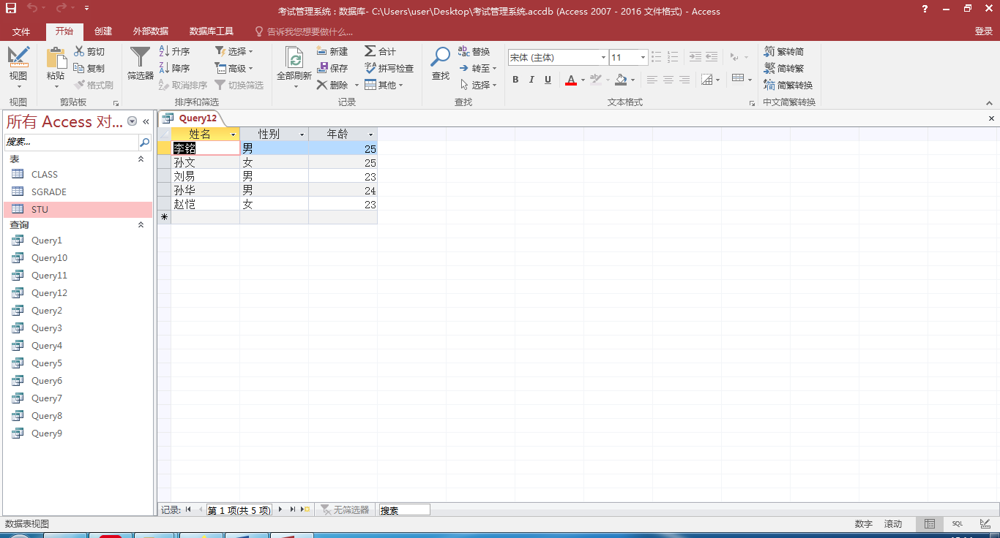 考试管理系统 : 数据库- C:\Users\user\Desktop\考试管理系统.accdb (Access 2007 - 2016 文件格式) - Access
?
文件 开始 创建 外部数据 数据库工具 告诉我您想要做什么... 登录
视图
视图
粘贴
剪切
复制
格式刷
剪贴板
筛选器
升序
降序
取消排序
选择
高级
切换筛选
排序和筛选
全部刷新
新建
保存
删除
合计
拼写检查
其他
记录
查找
替换
转至
选择
查找
宋体 (主体) 11
B I U A
文本格式
繁转简
简转繁
简繁转换
中文简繁转换
所有 Access 对...
搜索...
表
CLASS
SGRADE
STU
查询
Query1
Query10
Query11
Query12
Query2
Query3
Query4
Query5
Query6
Query7
Query8
Query9
Query12
姓名 性别 年龄
李铭 男 25
孙文 女 25
刘易 男 23
孙华 男 24
赵恺 女 23
记录: 第 1 项(共 5 项) 无筛选器 搜索
数据表视图 数字 滚动 SQL